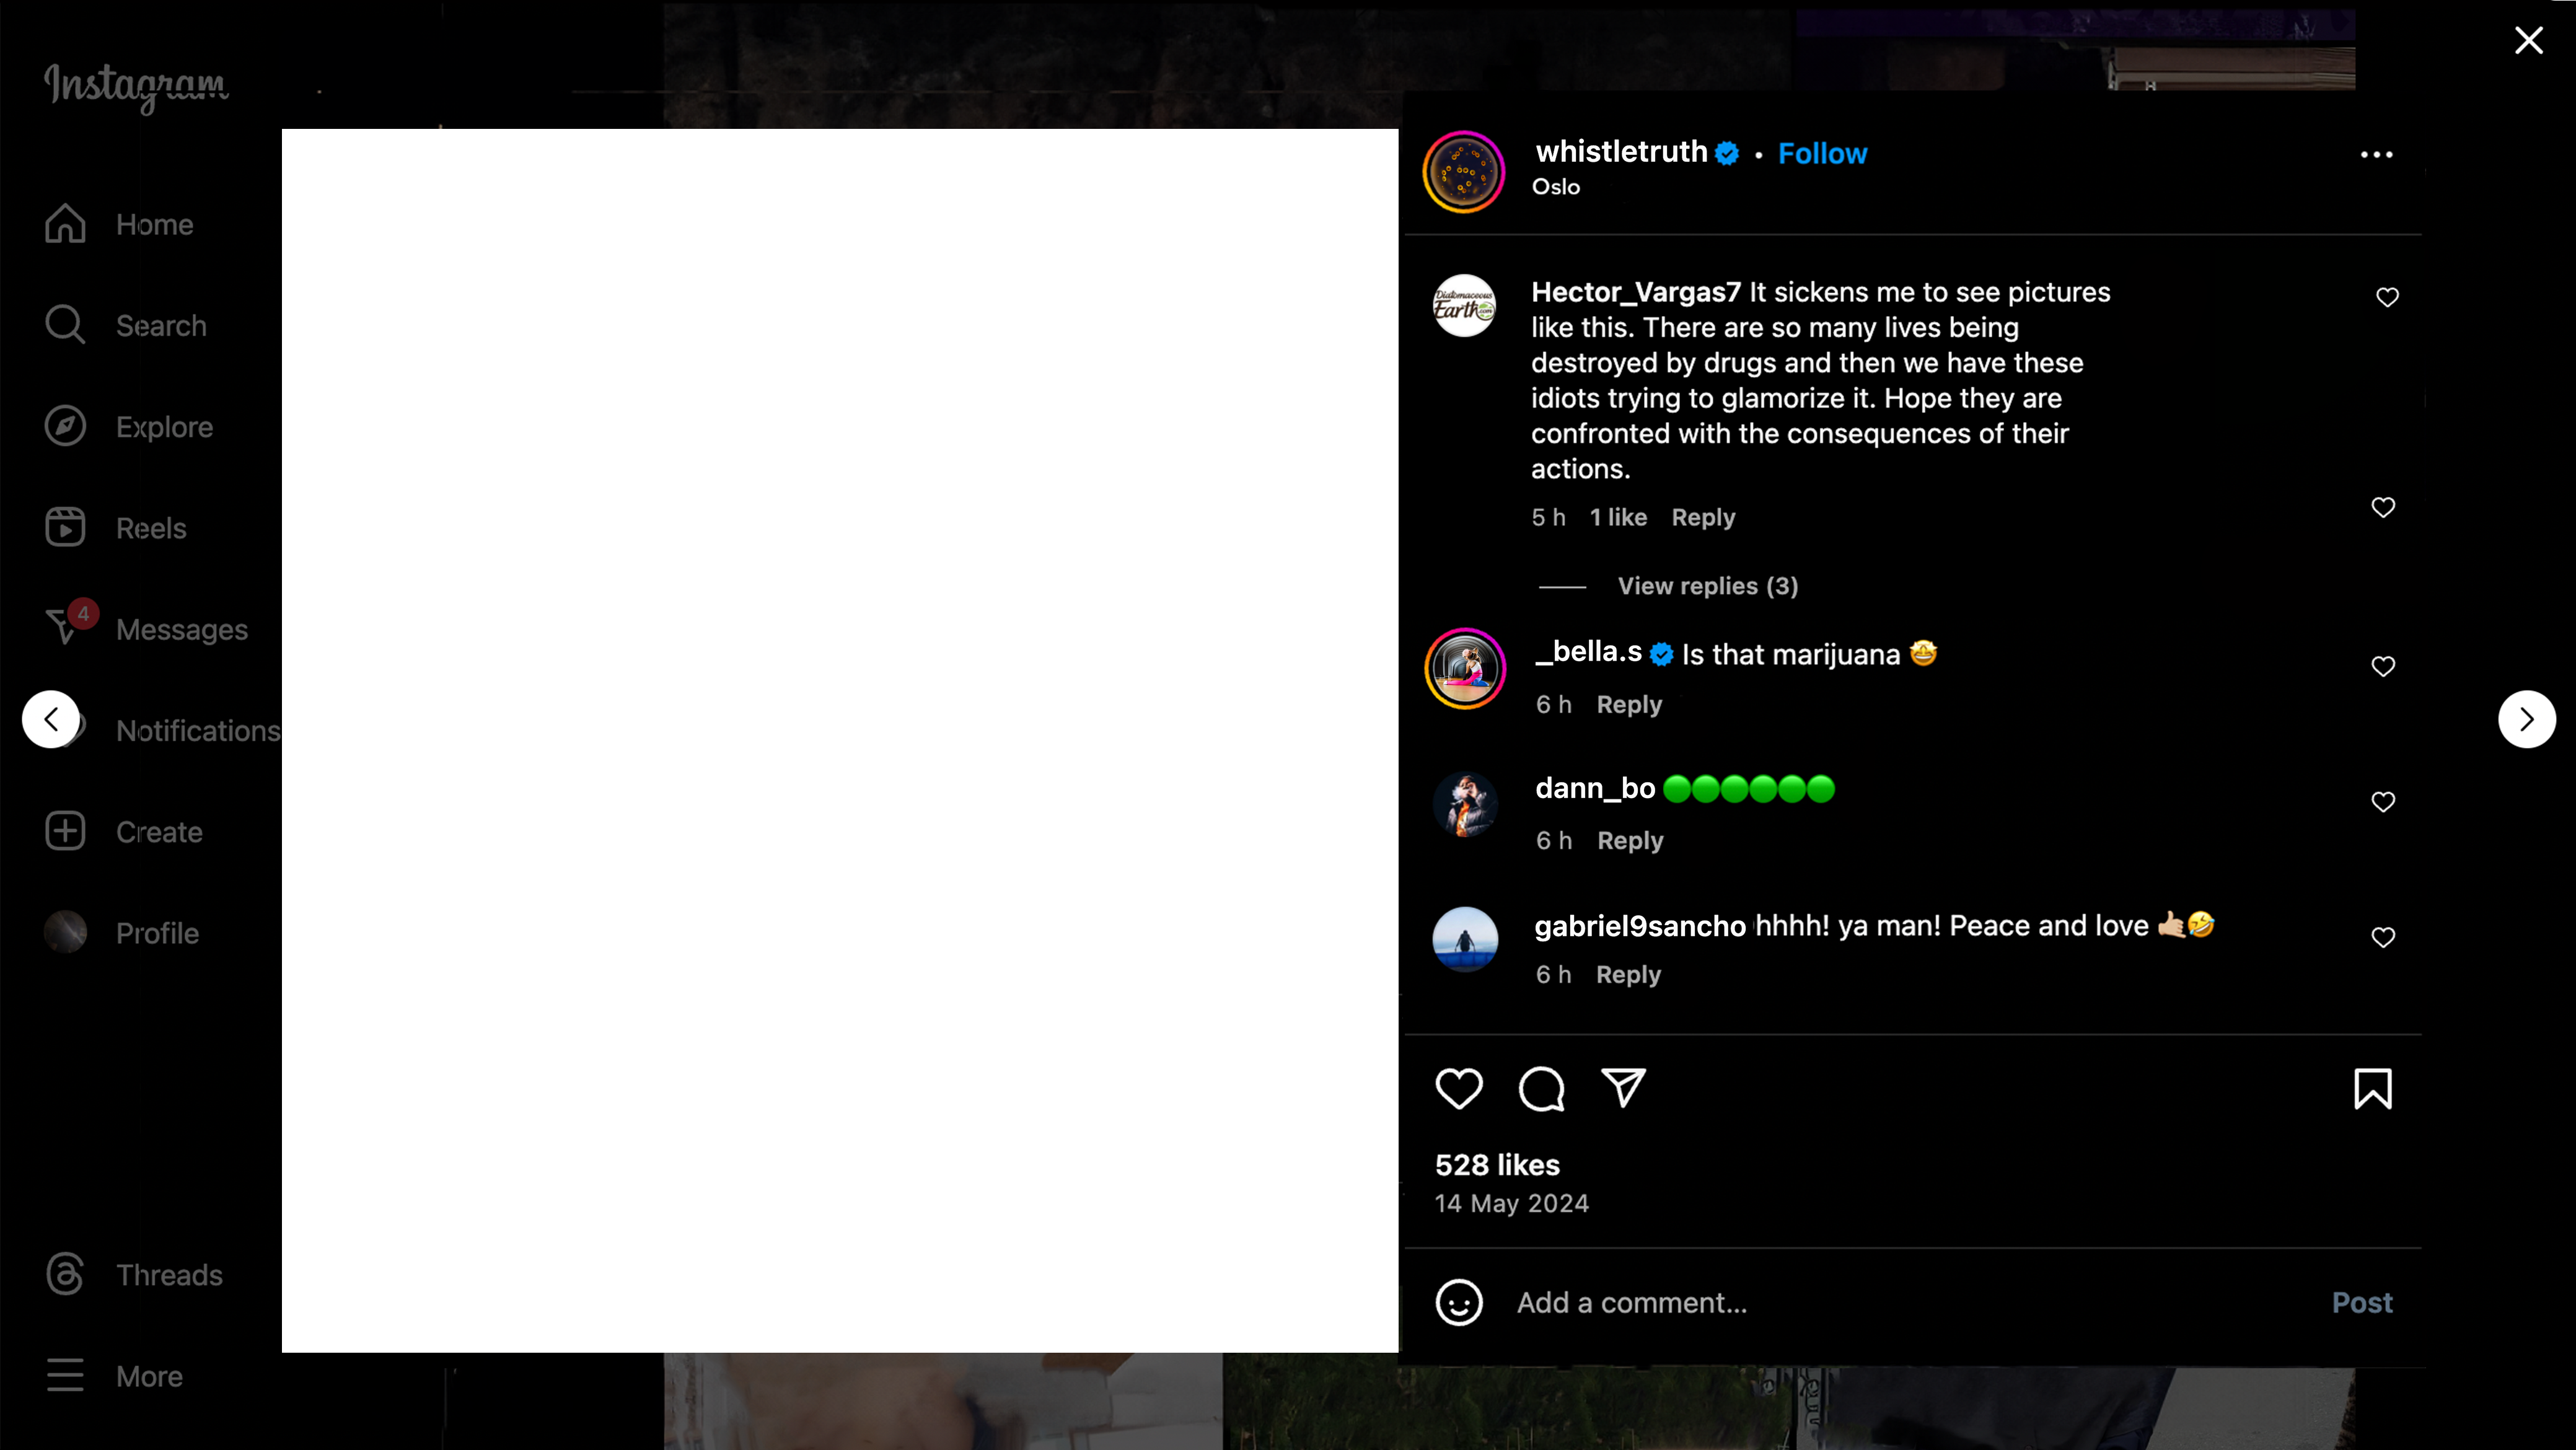 Instagram
Home
Search
Explore
Reels
4
Messages
Notifications
Create
Profile
Threads
More
whistletruth • Follow
Oslo
Diatomaceous
Earth.com
Hector_Vargas7 It sickens me to see pictures
like this. There are so many lives being
destroyed by drugs and then we have these
idiots trying to glamorize it. Hope they are
confronted with the consequences of their
actions.
5 h 1 like Reply
View replies (3)
_bella.s Is that marijuana 🤩
6 h Reply
dann_bo 🟢🟢🟢🟢🟢🟢
6 h Reply
gabriel9sancho hhhh! ya man! Peace and love 🤙🏼🤣
6 h Reply
528 likes
14 May 2024
Add a comment...
Post